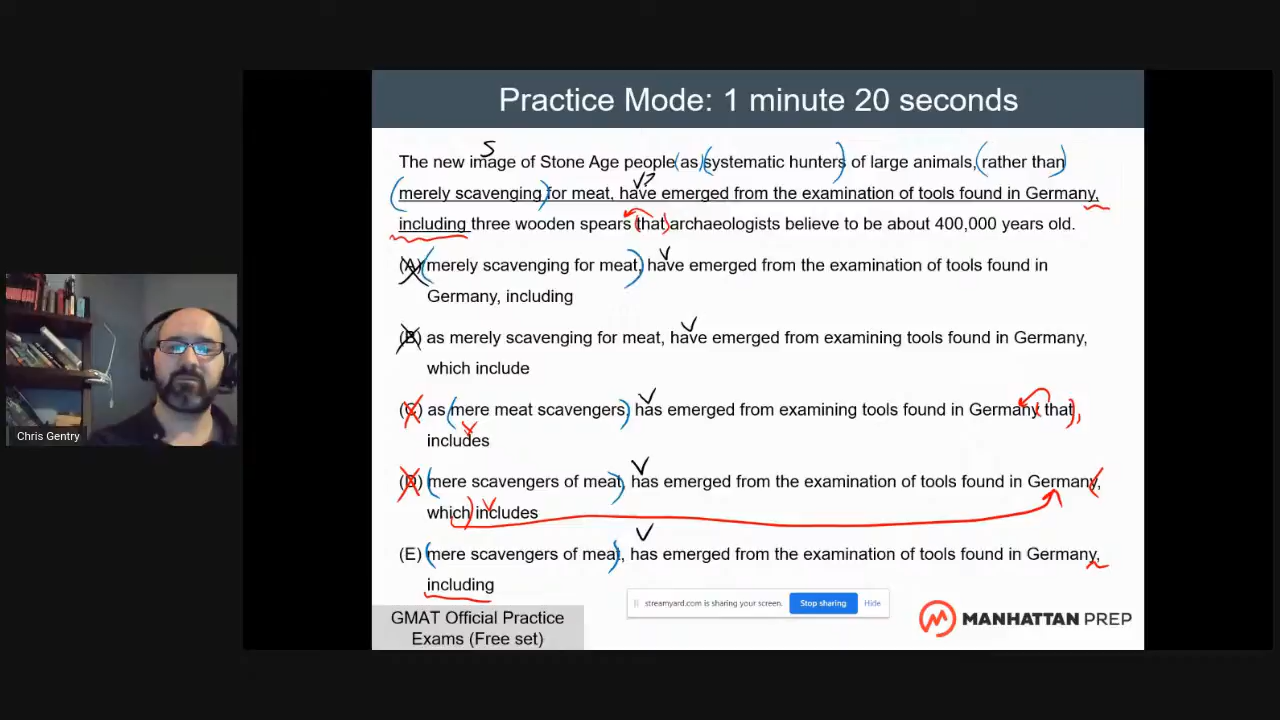 Practice Mode: 1 minute 20 seconds
S
The new image of Stone Age people as systematic hunters of large animals, rather than
V?
merely scavenging for meat, have emerged from the examination of tools found in Germany,
including three wooden spears that archaeologists believe to be about 400,000 years old.
V
(A) merely scavenging for meat, have emerged from the examination of tools found in
Germany, including
V
(B) as merely scavenging for meat, have emerged from examining tools found in Germany,
which include
V
(C) as mere meat scavengers, has emerged from examining tools found in Germany that,
includes
V
(D) mere scavengers of meat, has emerged from the examination of tools found in Germany,
V
which includes
V
(E) mere scavengers of meat, has emerged from the examination of tools found in Germany,
including
streamyard.com is sharing your screen. Stop sharing Hide
GMAT Official Practice
Exams (Free set)
MANHATTAN PREP
Chris Gentry